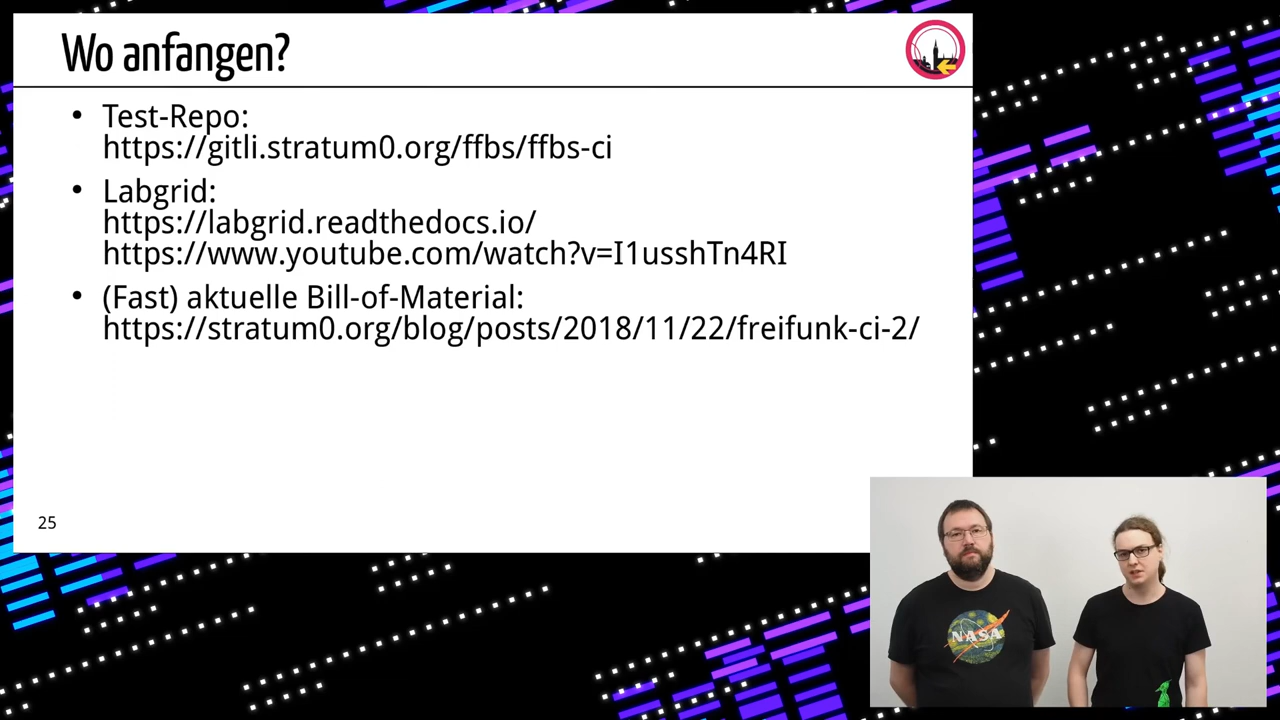 Wo anfangen?
• Test-Repo:
https://gitli.stratum0.org/ffbs/ffbs-ci
• Labgrid:
https://labgrid.readthedocs.io/
https://www.youtube.com/watch?v=I1usshTn4RI
• (Fast) aktuelle Bill-of-Material:
https://stratum0.org/blog/posts/2018/11/22/freifunk-ci-2/
25
NASA